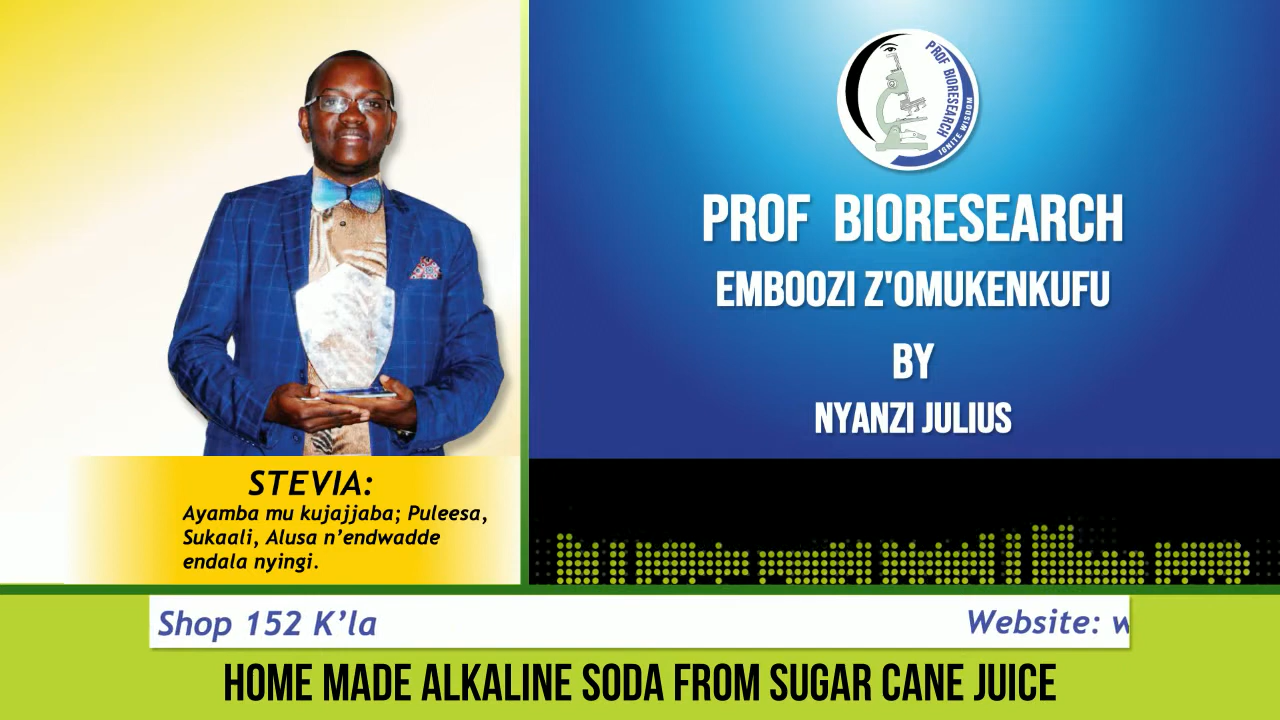 PROF BIORESEARCH
IGNITE WISDOM
PROF BIORESEARCH
EMBOOZI Z'OMUKENKUFU
BY
NYANZI JULIUS
STEVIA:
Ayamba mu kujajjaba; Puleesa,
Sukaali, Alusa n'endwadde
endala nyingi.
Shop 152 K'la
Website: w
HOME MADE ALKALINE SODA FROM SUGAR CANE JUICE